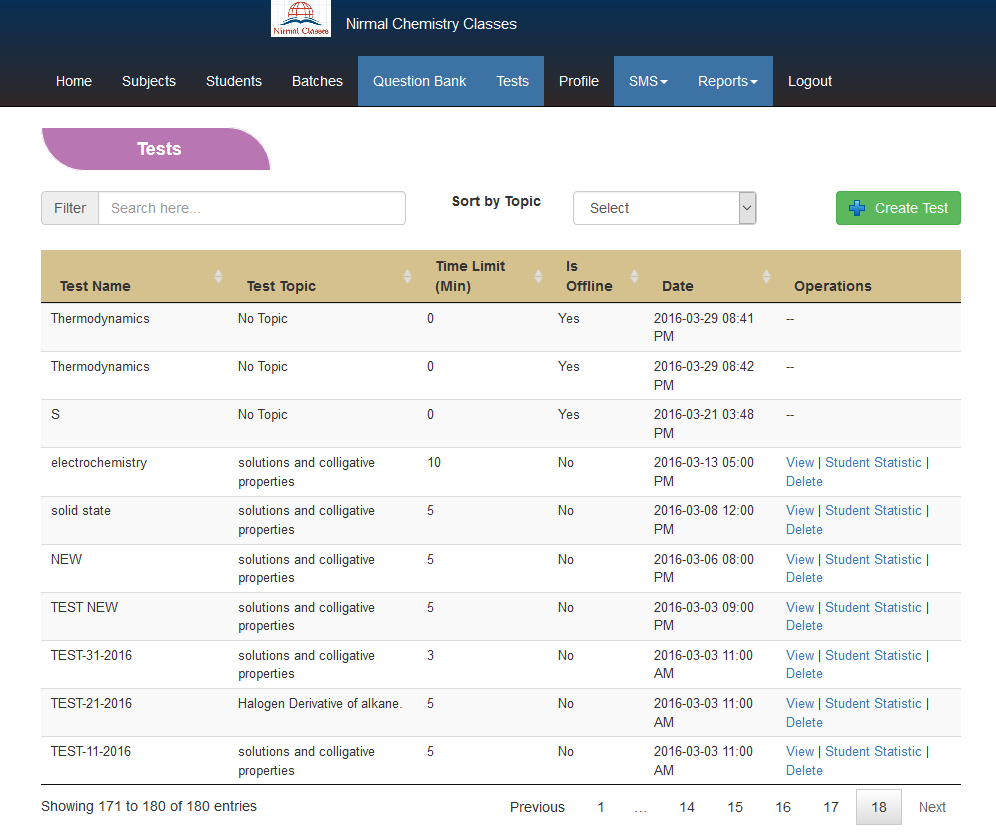 Nirmal Classes
Nirmal Chemistry Classes
Home Subjects Students Batches Question Bank Tests Profile SMS Reports Logout
Tests
Filter Search here... Sort by Topic Select Create Test
Test Name Test Topic Time Limit (Min) Is Offline Date Operations
Thermodynamics No Topic 0 Yes 2016-03-29 08:41 PM --
Thermodynamics No Topic 0 Yes 2016-03-29 08:42 PM --
S No Topic 0 Yes 2016-03-21 03:48 PM --
electrochemistry solutions and colligative properties 10 No 2016-03-13 05:00 PM View | Student Statistic | Delete
solid state solutions and colligative properties 5 No 2016-03-08 12:00 PM View | Student Statistic | Delete
NEW solutions and colligative properties 5 No 2016-03-06 08:00 PM View | Student Statistic | Delete
TEST NEW solutions and colligative properties 5 No 2016-03-03 09:00 PM View | Student Statistic | Delete
TEST-31-2016 solutions and colligative properties 3 No 2016-03-03 11:00 AM View | Student Statistic | Delete
TEST-21-2016 Halogen Derivative of alkane. 5 No 2016-03-03 11:00 AM View | Student Statistic | Delete
TEST-11-2016 solutions and colligative properties 5 No 2016-03-03 11:00 AM View | Student Statistic | Delete
Showing 171 to 180 of 180 entries Previous 1 ... 14 15 16 17 18 Next